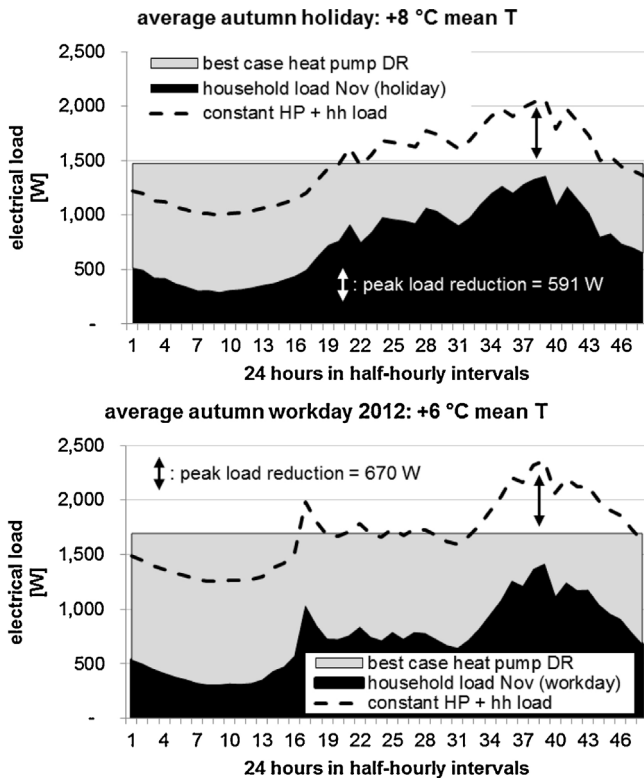 average autumn holiday: +8 °C mean T
2,500
2,000
1,500
1,000
500
-
electrical load
[W]
best case heat pump DR
household load Nov (holiday)
constant HP + hh load
: peak load reduction = 591 W
1 4 7 10 13 16 19 22 25 28 31 34 37 40 43 46
24 hours in half-hourly intervals
average autumn workday 2012: +6 °C mean T
2,500
2,000
1,500
1,000
500
-
electrical load
[W]
: peak load reduction = 670 W
best case heat pump DR
household load Nov (workday)
constant HP + hh load
1 4 7 10 13 16 19 22 25 28 31 34 37 40 43 46
24 hours in half-hourly intervals